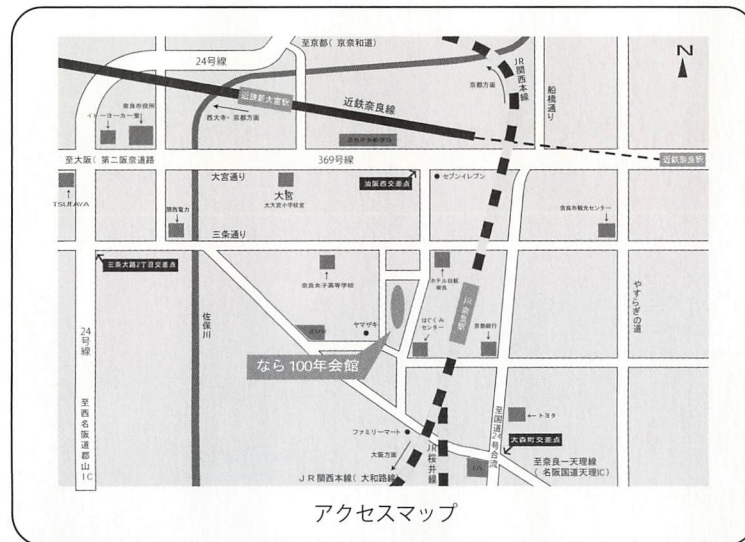 至京都(京奈和道)
24号線
JR関西本線
船橋通り
N
京都方面
奈良市役所
イトーヨーカー堂
近鉄新大宮駅
近鉄奈良線
西大寺・京都方面
至大阪(第二阪奈道路
369号線
近鉄奈良駅
大宮通り
油阪西交差点
セブンイレブン
TSUTAYA
関西電力
大宮
奈良市観光センター
三条通り
三条大路2丁目交差点
奈良女子高等学校
ホテル日航奈良
JR奈良駅
やすらぎの道
24号線
佐保川
ヤマザキ
はぐくみセンター
京都銀行
なら100年会館
至西名阪道郡山IC
ファミリーマート
トヨタ
大森町交差点
至国道24号合流
大阪方面
JR桜井線
JA
至奈良ー天理線
(名阪国道天理IC)
JR関西本線(大和路線)
アクセスマップ